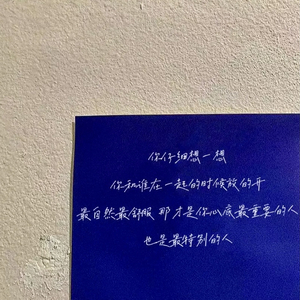 你仔细想一想
你和谁在一起的时候放的开
最自然最舒服 那才是你心底最重要的人
也是最特别的人